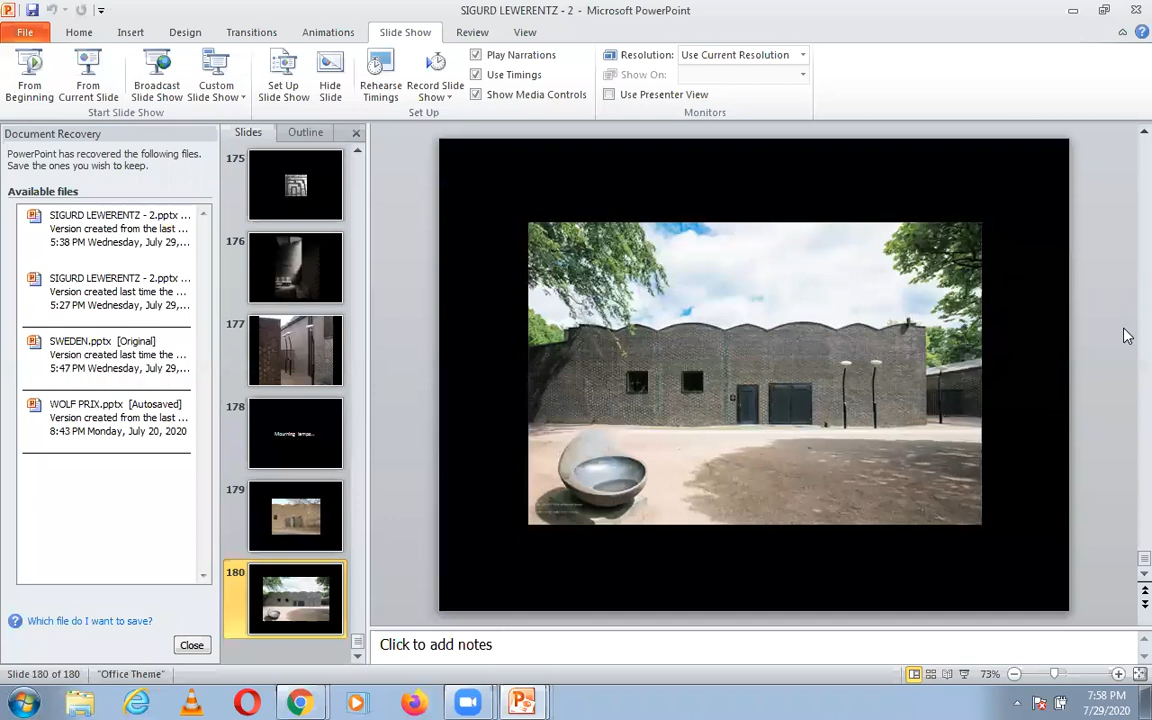 SIGURD LEWERENTZ - 2 - Microsoft PowerPoint
File Home Insert Design Transitions Animations Slide Show Review View
From Beginning
From Current Slide
Broadcast Slide Show
Custom Slide Show
Set Up Slide Show
Hide Slide
Rehearse Timings
Record Slide Show
Play Narrations
Use Timings
Show Media Controls
Resolution: Use Current Resolution
Show On:
Use Presenter View
Start Slide Show
Set Up
Monitors
Document Recovery
PowerPoint has recovered the following files.
Save the ones you wish to keep.
Available files
SIGURD LEWERENTZ - 2.pptx ...
Version created from the last ...
5:38 PM Wednesday, July 29,...
SIGURD LEWERENTZ - 2.pptx ...
Version created last time the ...
5:27 PM Wednesday, July 29,...
SWEDEN.pptx [Original]
Version created last time the ...
5:47 PM Wednesday, July 29,...
WOLF PRIX.pptx [Autosaved]
Version created from the last ...
8:43 PM Monday, July 20, 2020
Which file do I want to save?
Close
Slides Outline
175
176
177
178
Mourning lamps...
179
180
Click to add notes
Slide 180 of 180 "Office Theme" 73%
7:58 PM
7/29/2020